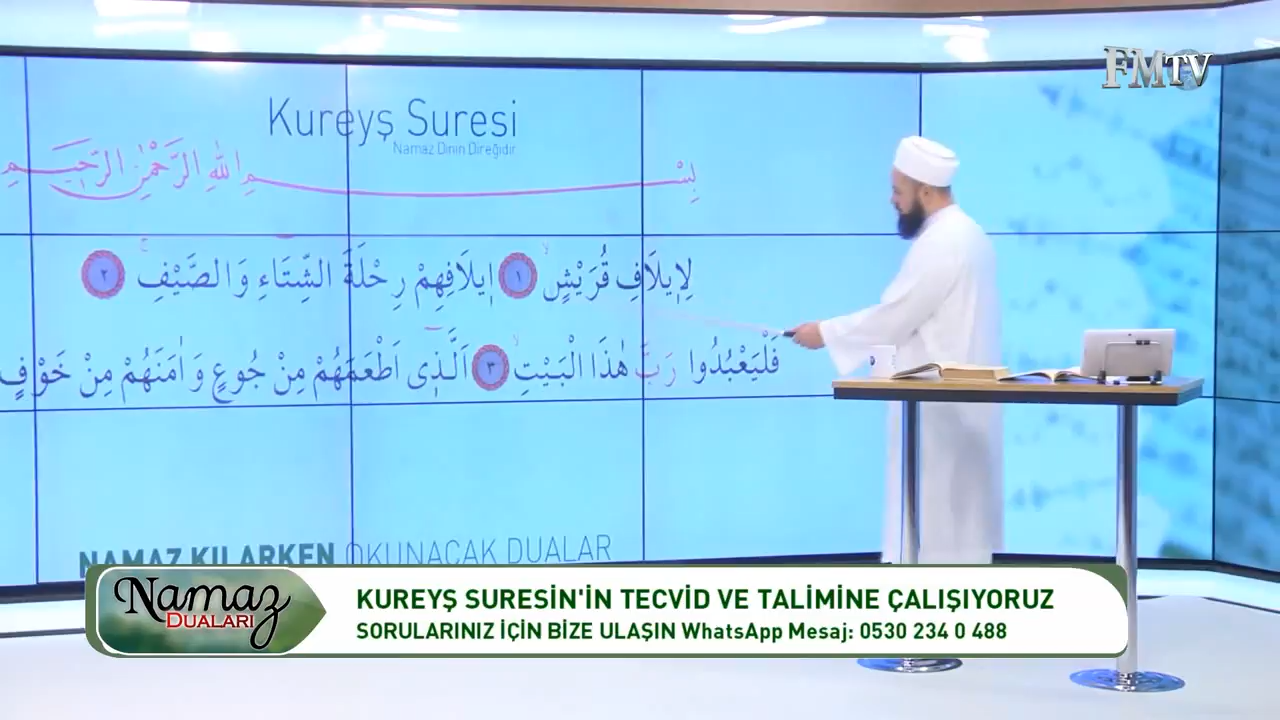 FMTV
Kureyş Suresi
Namaz Dinin Direğidir
بِسْمِ اللهِ الرَّحْمٰنِ الرَّحٖيمِ
لِاٖيلَافِ قُرَيْشٍۙ ١ اٖيلَافِهِمْ رِحْلَةَ الشِّتَٓاءِ وَالصَّيْفِۚ ٢
فَلْيَعْبُدُوا رَبَّ هٰذَا الْبَيْتِۙ ٣ اَلَّـذٖٓى اَطْعَمَهُمْ مِنْ جُوعٍ وَاٰمَنَهُمْ مِنْ خَوْفٍ
NAMAZ KILARKEN OKUNACAK DUALAR
Namaz
DUALARI
KUREYŞ SURESİN'İN TECVİD VE TALİMİNE ÇALIŞIYORUZ
SORULARINIZ İÇİN BİZE ULAŞIN WhatsApp Mesaj: 0530 234 0 488